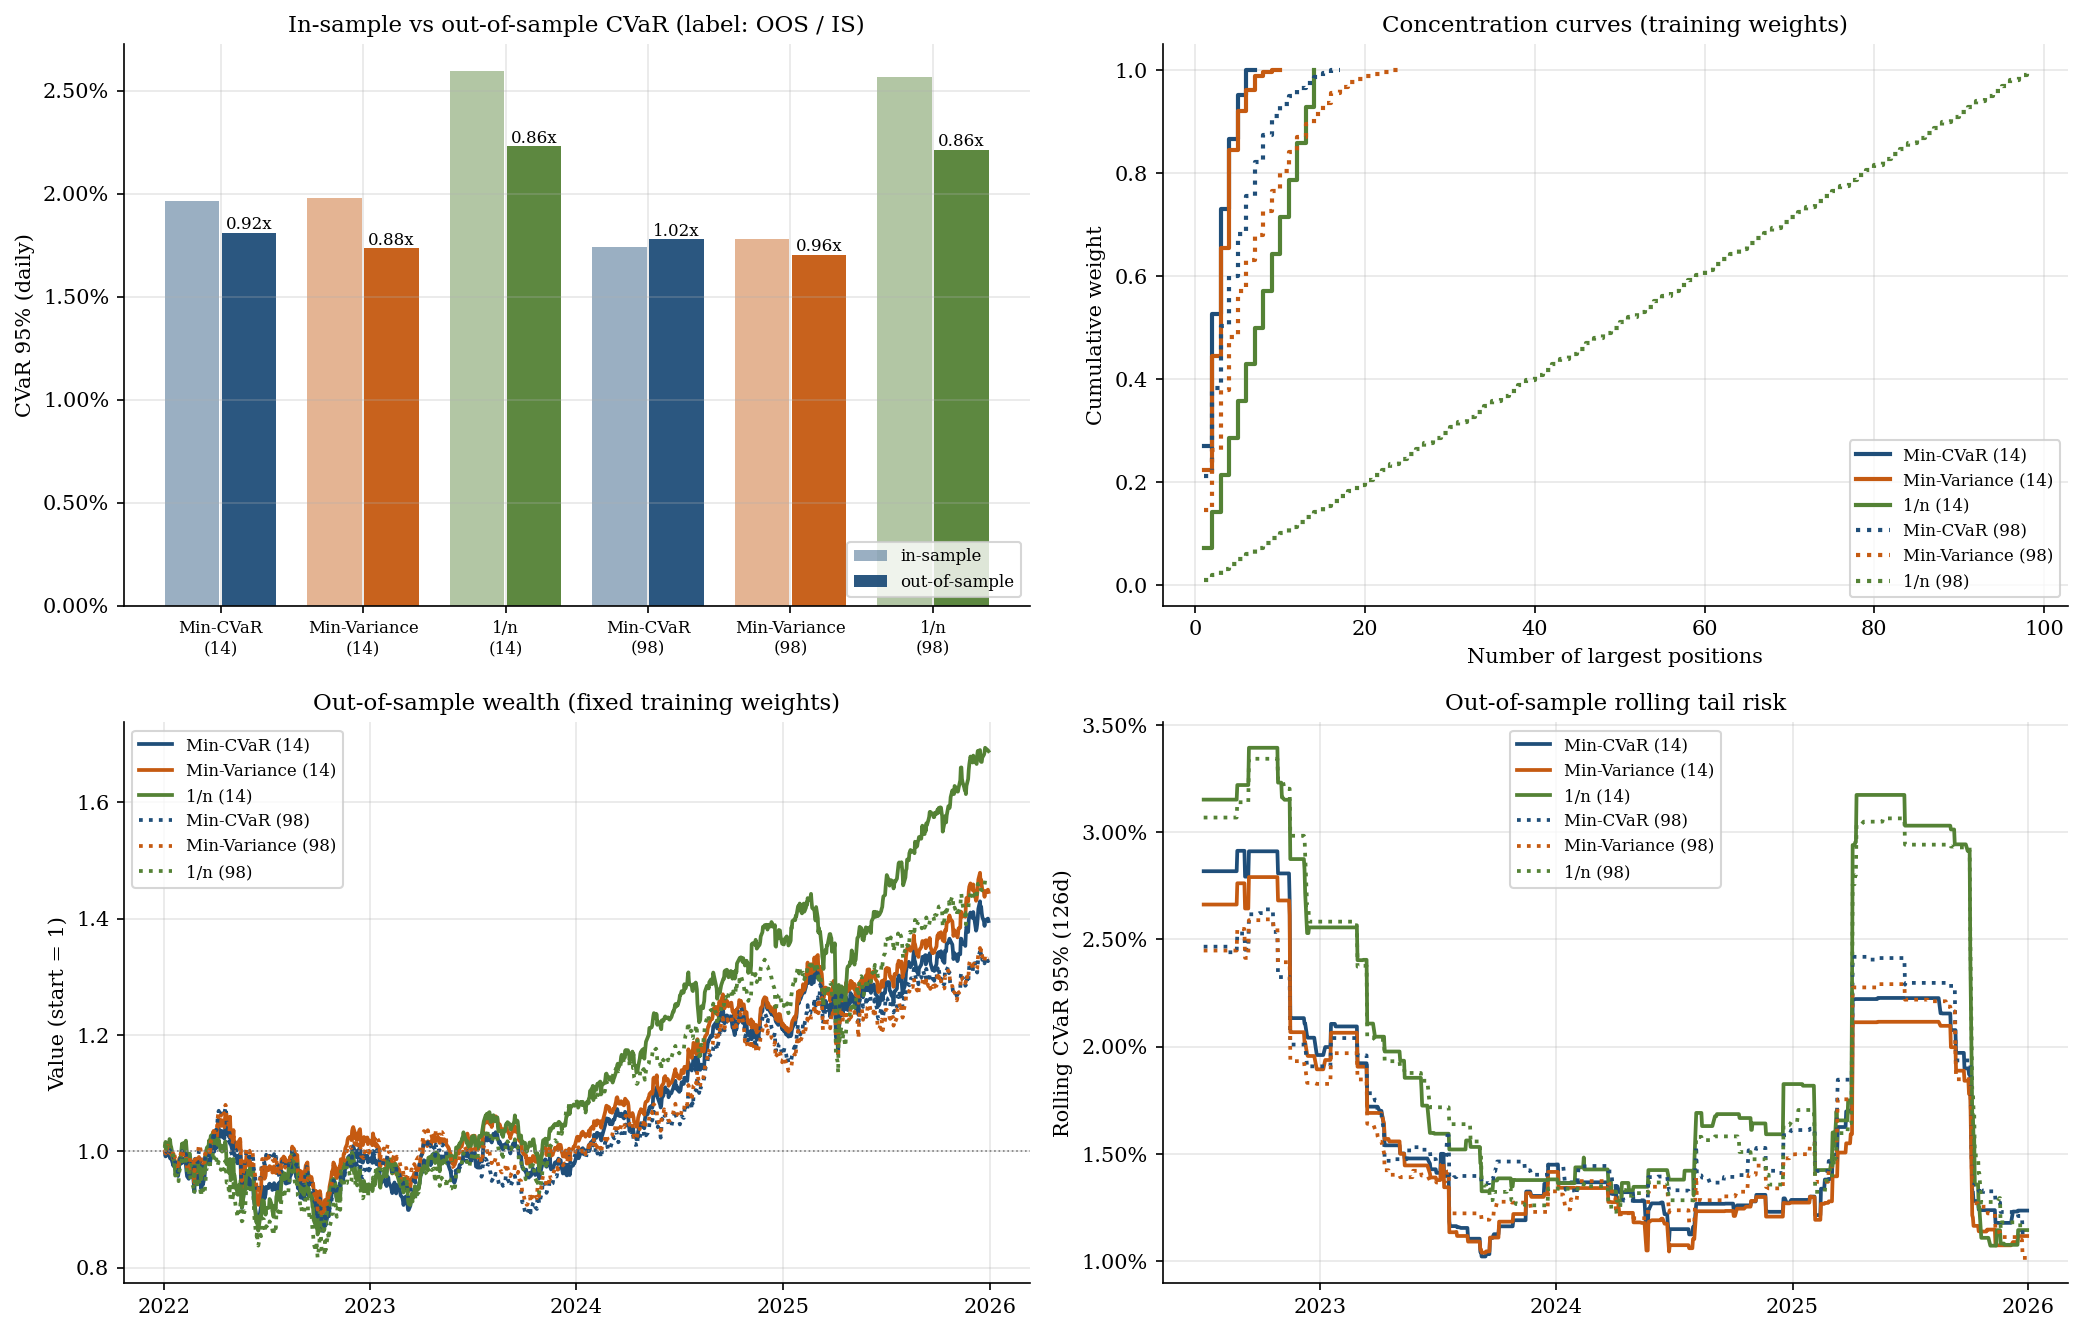 In-sample vs out-of-sample CVaR (label: OOS / IS)
CVaR 95% (daily)
2.50%
2.00%
1.50%
1.00%
0.50%
0.00%
0.92x
0.88x
0.86x
1.02x
0.96x
0.86x
in-sample
out-of-sample
Min-CVaR
(14)
Min-Variance
(14)
1/n
(14)
Min-CVaR
(98)
Min-Variance
(98)
1/n
(98)
Concentration curves (training weights)
Cumulative weight
1.0
0.8
0.6
0.4
0.2
0.0
Min-CVaR (14)
Min-Variance (14)
1/n (14)
Min-CVaR (98)
Min-Variance (98)
1/n (98)
0
20
40
60
80
100
Number of largest positions
Out-of-sample wealth (fixed training weights)
Value (start = 1)
1.6
1.4
1.2
1.0
0.8
Min-CVaR (14)
Min-Variance (14)
1/n (14)
Min-CVaR (98)
Min-Variance (98)
1/n (98)
2022
2023
2024
2025
2026
Out-of-sample rolling tail risk
Rolling CVaR 95% (126d)
3.50%
3.00%
2.50%
2.00%
1.50%
1.00%
Min-CVaR (14)
Min-Variance (14)
1/n (14)
Min-CVaR (98)
Min-Variance (98)
1/n (98)
2023
2024
2025
2026